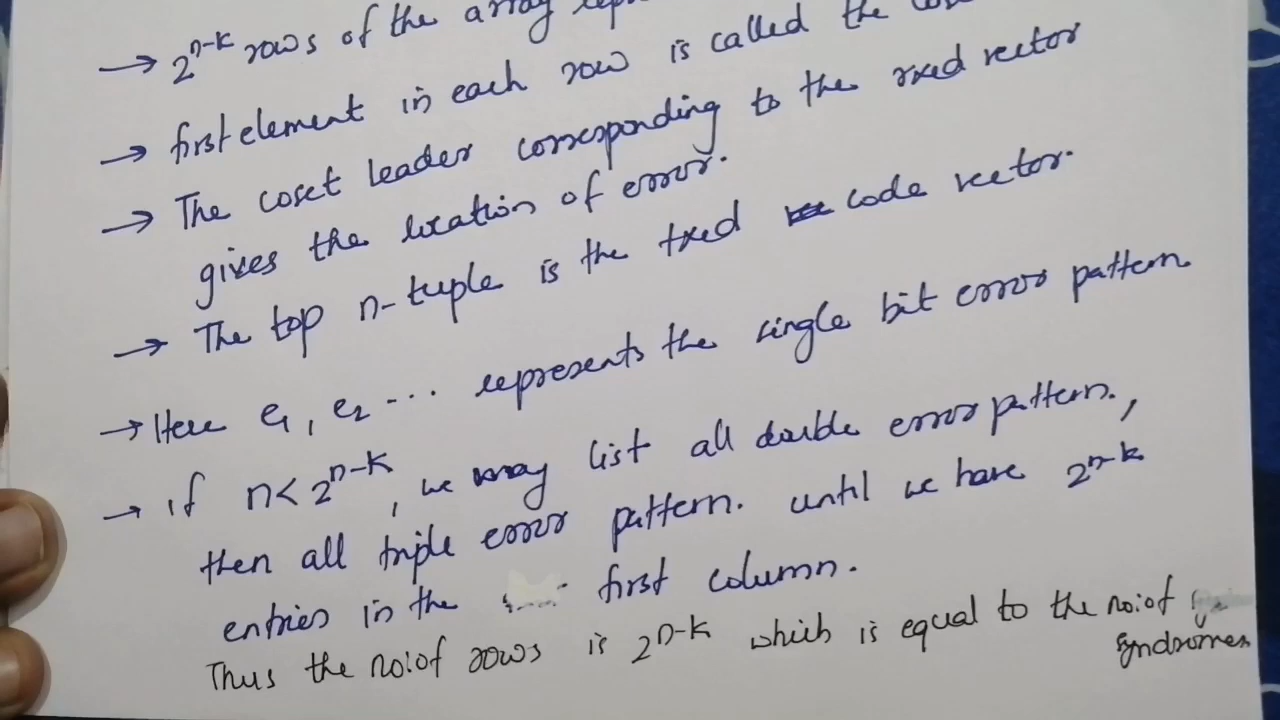 → 2^{n-k} rows of the array
→ first element in each row is called the
→ The coset leader corresponding to the rxed vector
gives the location of error.
→ The top n-tuple is the txed code vector.
→ Here e1, e2 --... represents the single bit error pattern
→ if n< 2^{n-k}, we may list all double error pattern.,
then all triple error pattern. until we have 2^{n-k}
entries in the first column.
Thus the no:of rows is 2^{n-k} which is equal to the no:of
syndromes